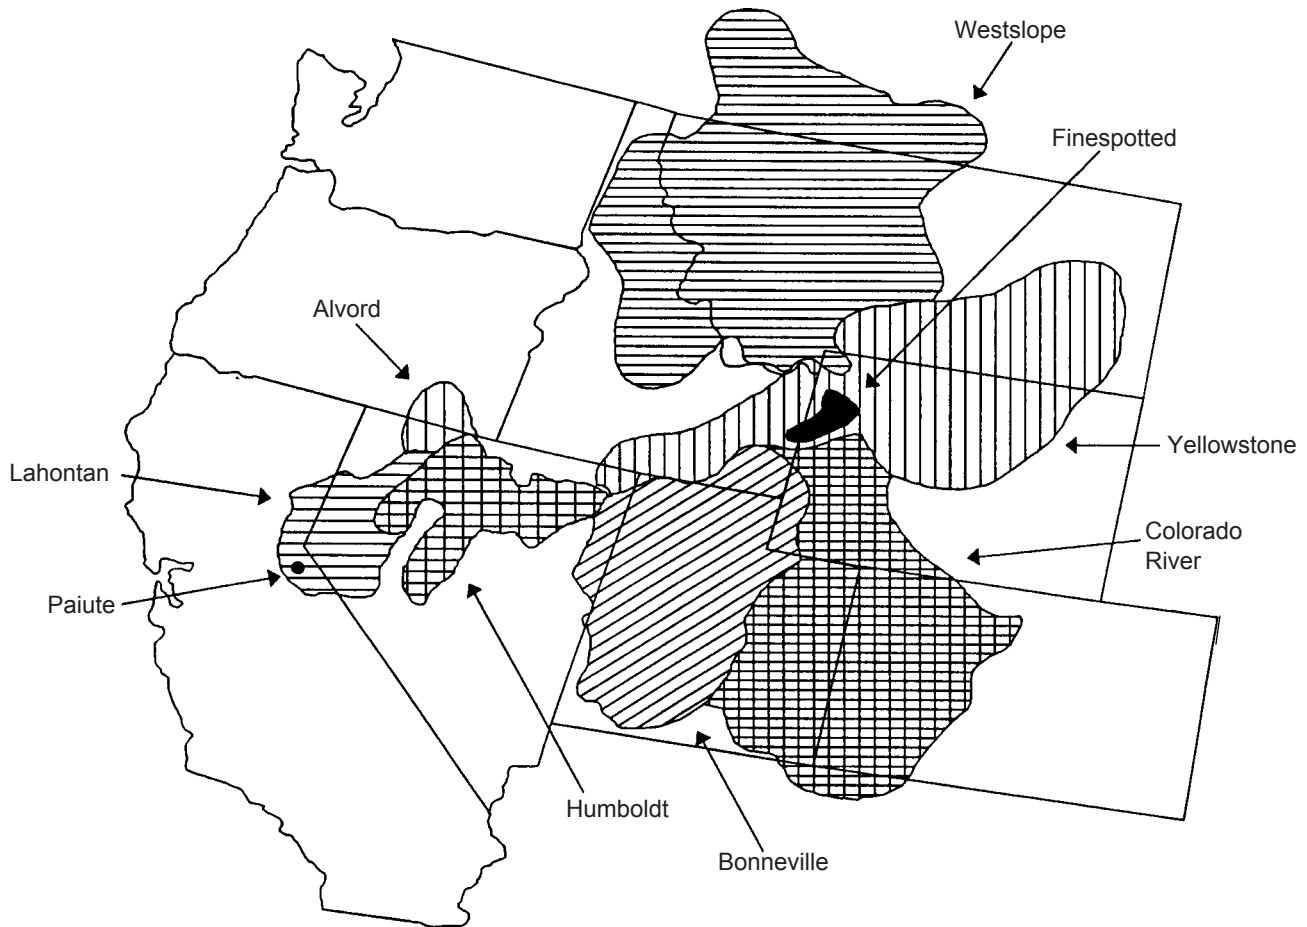 Westslope
Finespotted
Alvord
Lahontan
Yellowstone
Colorado
River
Paiute
Humboldt
Bonneville